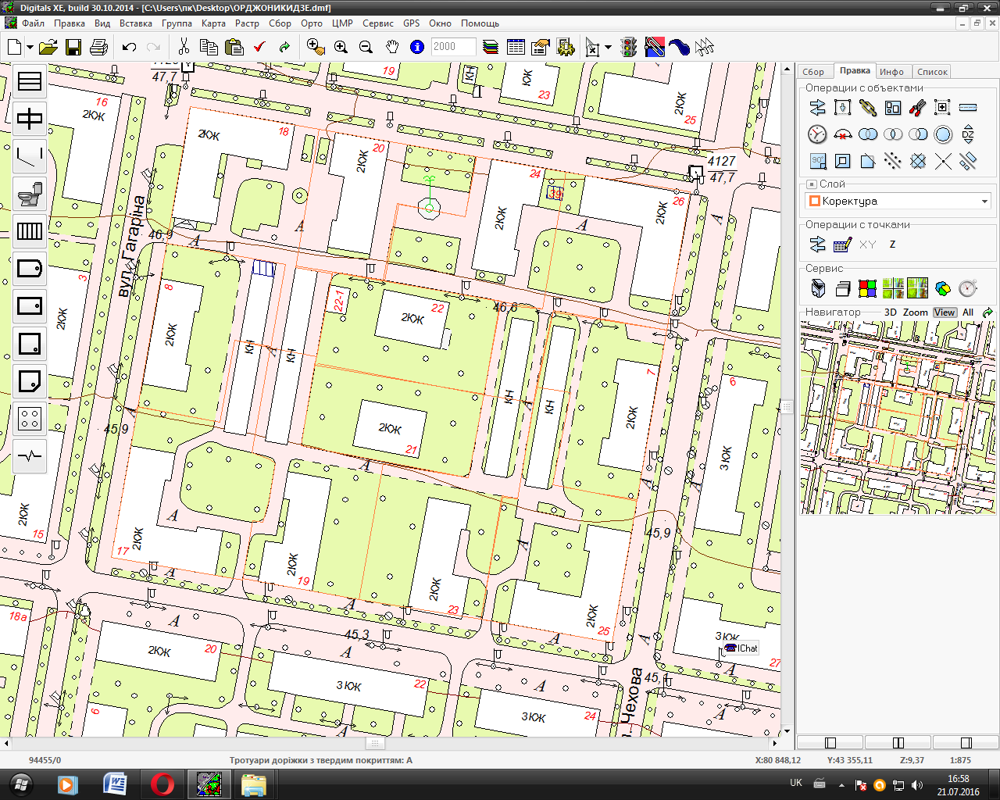 Digitals XE, build 30.10.2014 - [C:\Users\пк\Desktop\ОРДЖОНИКИДЗЕ.dmf]
Файл Правка Вид Вставка Группа Карта Растр Сбор Орто ЦМР Сервис GPS Окно Помощь
2000
Сбор Правка Инфо Список
Операции с объектами
90°
DZ
Слой
Коректура
Операции с точками
XY Z
Сервис
Навигатор 3D Zoom View All
47,7
19
КН
КЖ
23
16
2КЖ
2КЖ
18
20
2КЖ
2КЖ
25
4127
47,7
24
39
26
2КЖ
2КЖ
А
А
А
46,9
А
вул. Гагаріна
3
2КЖ
8
2КЖ
КН
А
КН
22-1
22
2КЖ
46,8
7
2КЖ
6
3КЖ
КН
А
КН
А
45,9
2КЖ
21
А
А
А
2КЖ
15
А
2КЖ
17
2КЖ
19
А
2КЖ
23
А
45,9
2КЖ
25
А
18а
А
45,3
А
А
А
3КЖ
27
IChat
2КЖ
20
3КЖ
22
А
45,1
А
6
А
3КЖ
24
А
. Чехова
94455/0 Тротуари доріжки з твердим покриттям: А X:80 848,12 Y:43 355,11 Z:9,37 1:875
UK 16:58
21.07.2016